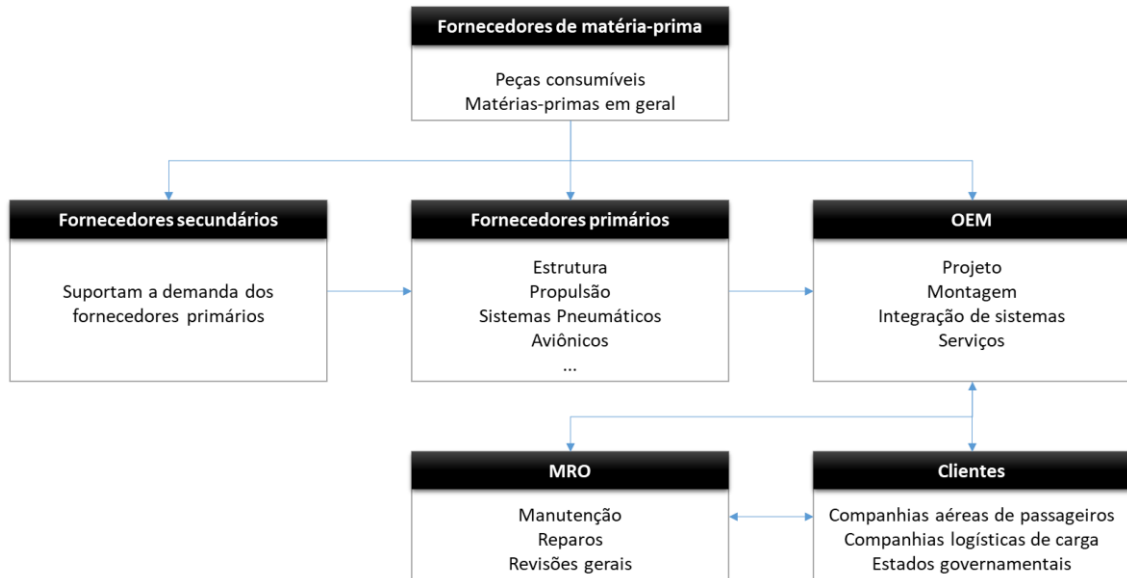 Fornecedores de matéria-prima
Peças consumíveis
Matérias-primas em geral
Fornecedores secundários
Suportam a demanda dos
fornecedores primários
Fornecedores primários
Estrutura
Propulsão
Sistemas Pneumáticos
Aviônicos
...
OEM
Projeto
Montagem
Integração de sistemas
Serviços
MRO
Manutenção
Reparos
Revisões gerais
Clientes
Companhias aéreas de passageiros
Companhias logísticas de carga
Estados governamentais